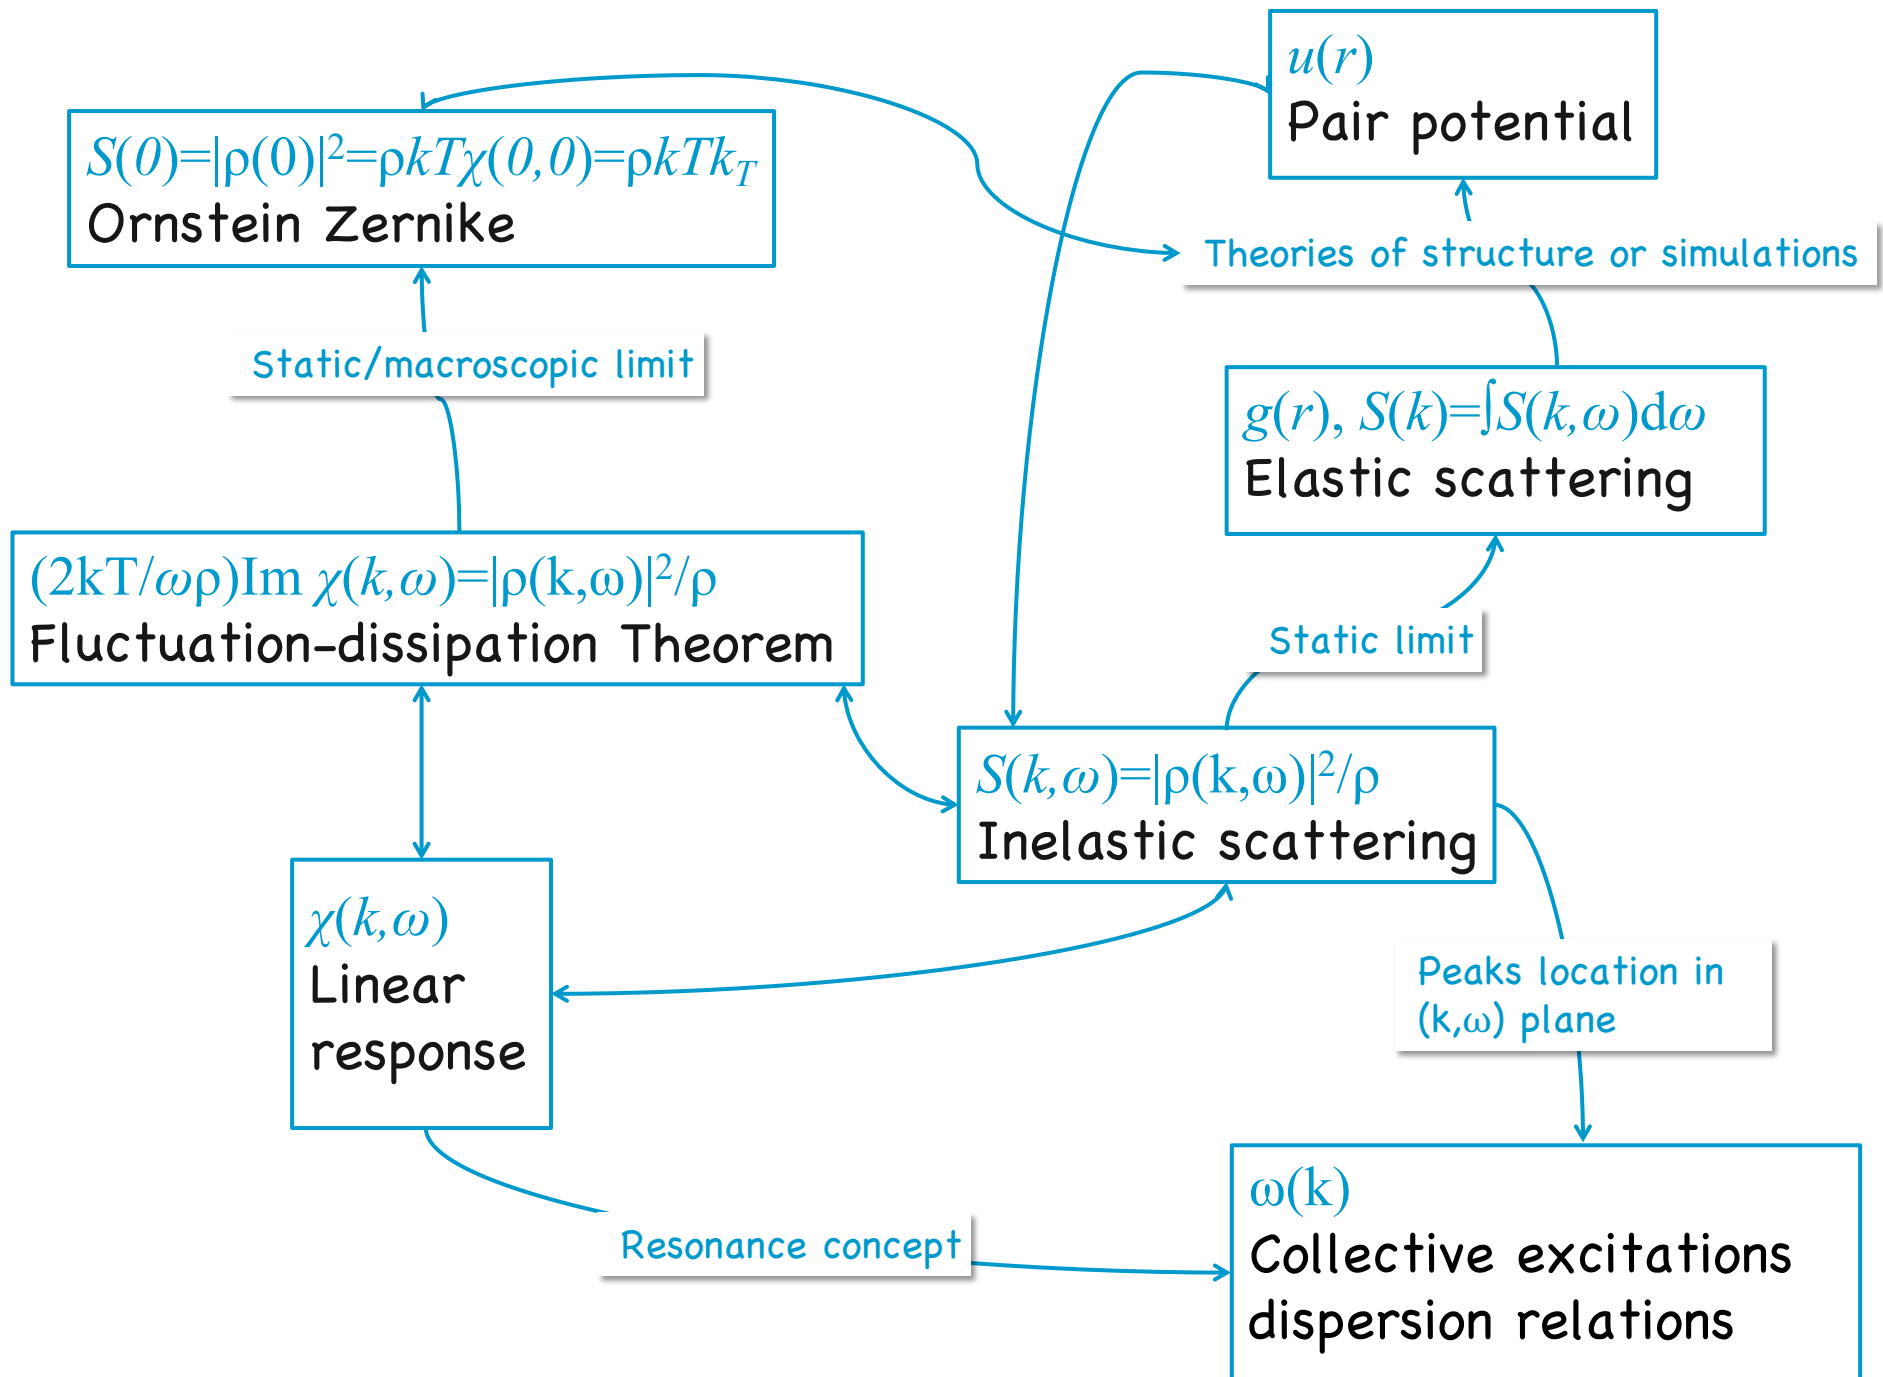 u(r)
Pair potential
S(0)=|ρ(0)|²=ρkTχ(0,0)=ρkTk_T
Ornstein Zernike
Theories of structure or simulations
Static/macroscopic limit
g(r), S(k)=∫S(k,ω)dω
Elastic scattering
(2kT/ωρ)Im χ(k,ω)=|ρ(k,ω)|²/ρ
Fluctuation-dissipation Theorem
Static limit
S(k,ω)=|ρ(k,ω)|²/ρ
Inelastic scattering
χ(k,ω)
Linear
response
Peaks location in
(k,ω) plane
Resonance concept
ω(k)
Collective excitations
dispersion relations